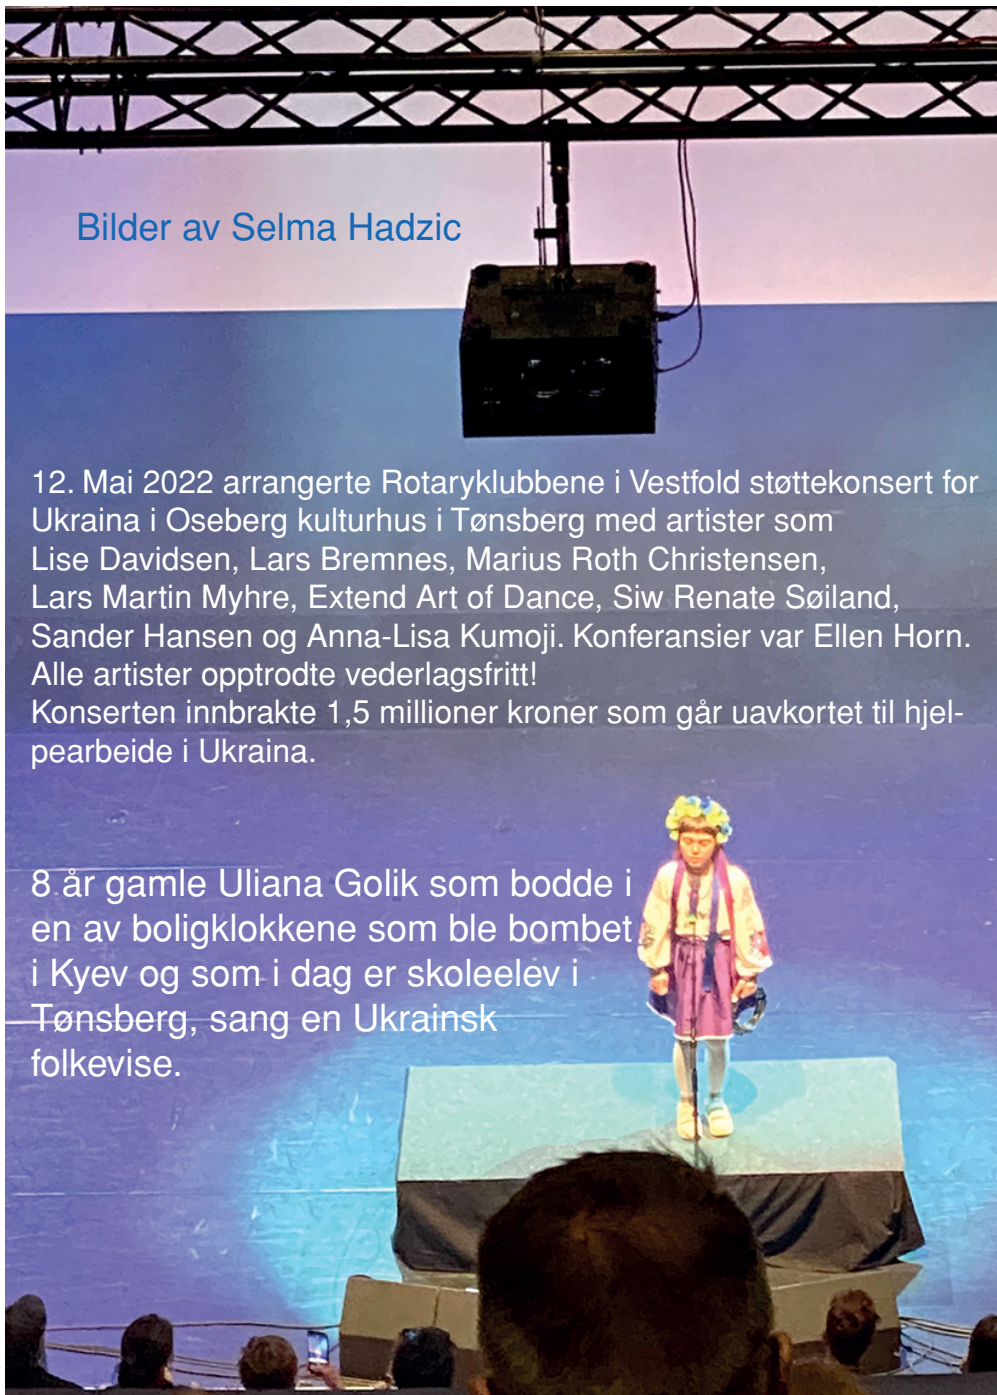 Bilder av Selma Hadzic
12. Mai 2022 arrangerte Rotaryklubbene i Vestfold støttekonsert for
Ukraina i Oseberg kulturhus i Tønsberg med artister som
Lise Davidsen, Lars Bremnes, Marius Roth Christensen,
Lars Martin Myhre, Extend Art of Dance, Siw Renate Søiland,
Sander Hansen og Anna-Lisa Kumoji. Konferansier var Ellen Horn.
Alle artister opptrodte vederlagsfritt!
Konserten innbrakte 1,5 millioner kroner som går uavkortet til hjel-
pearbeide i Ukraina.
8 år gamle Uliana Golik som bodde i
en av boligklokkene som ble bombet
i Kyev og som i dag er skoleelev i
Tønsberg, sang en Ukrainsk
folkevise.